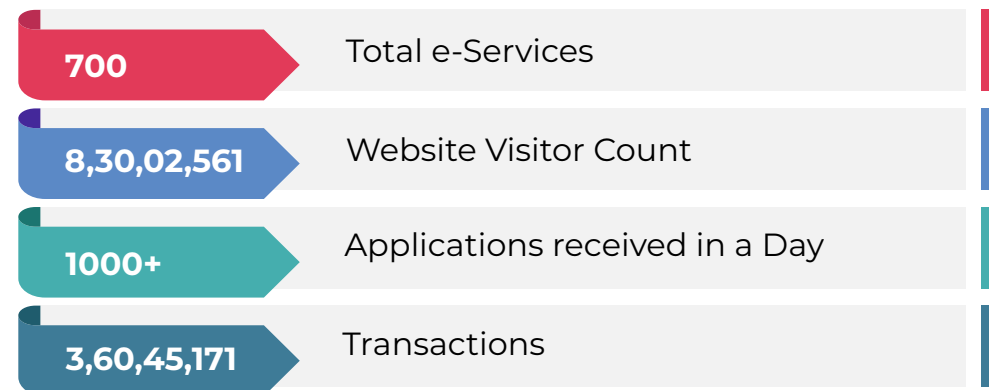 700
Total e-Services
8,30,02,561
Website Visitor Count
1000+
Applications received in a Day
3,60,45,171
Transactions